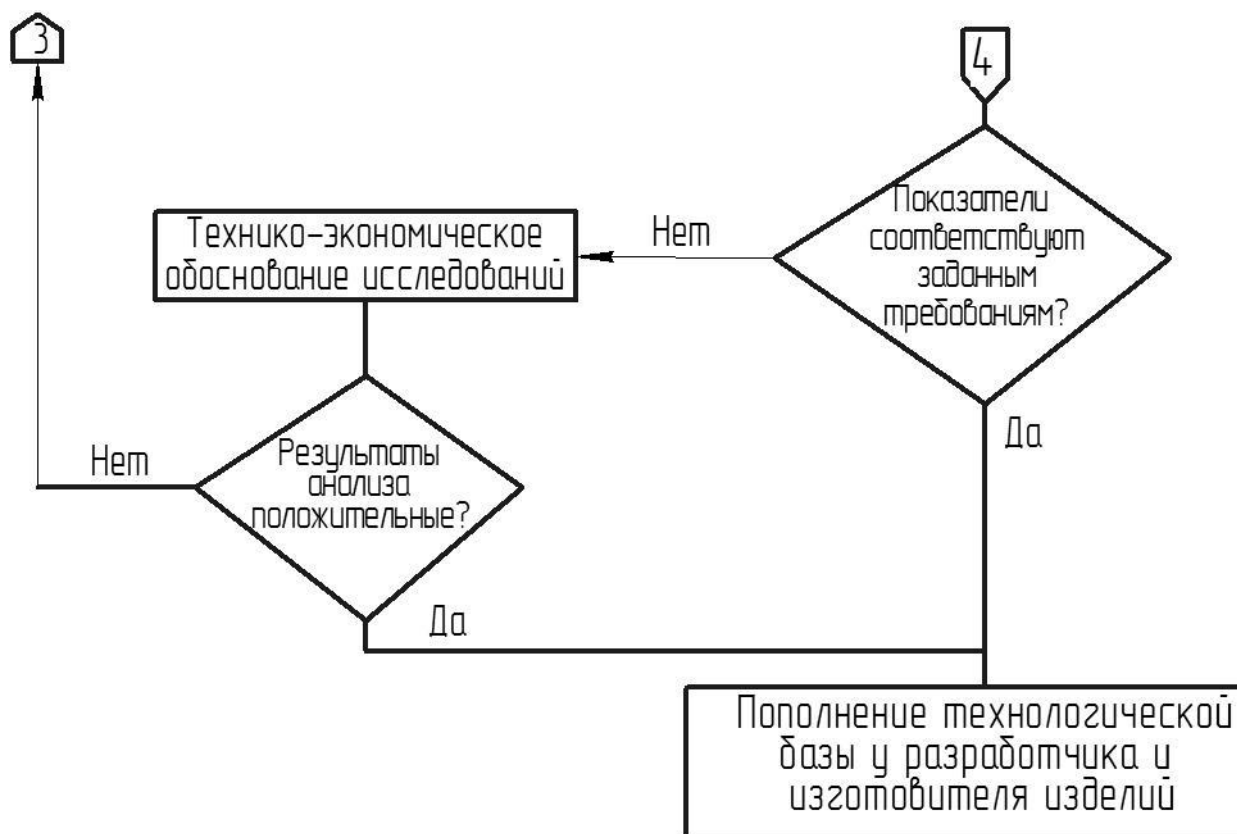 3
4
Показатели
соответствуют
заданным
требованиям?
Нет
Технико-экономическое
обоснование исследований
Да
Нет
Результаты
анализа
положительные?
Да
Пополнение технологической
базы у разработчика и
изготовителя изделий